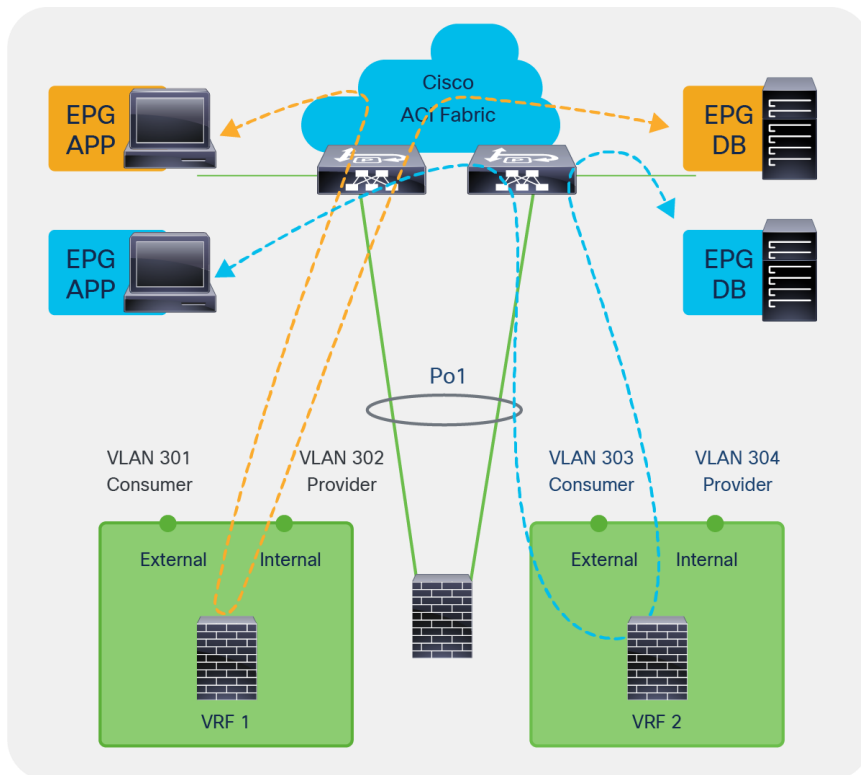 Cisco
ACI Fabric
EPG
APP
EPG
DB
EPG
APP
EPG
DB
Po1
VLAN 301
Consumer
VLAN 302
Provider
VLAN 303
Consumer
VLAN 304
Provider
External
Internal
External
Internal
VRF 1
VRF 2